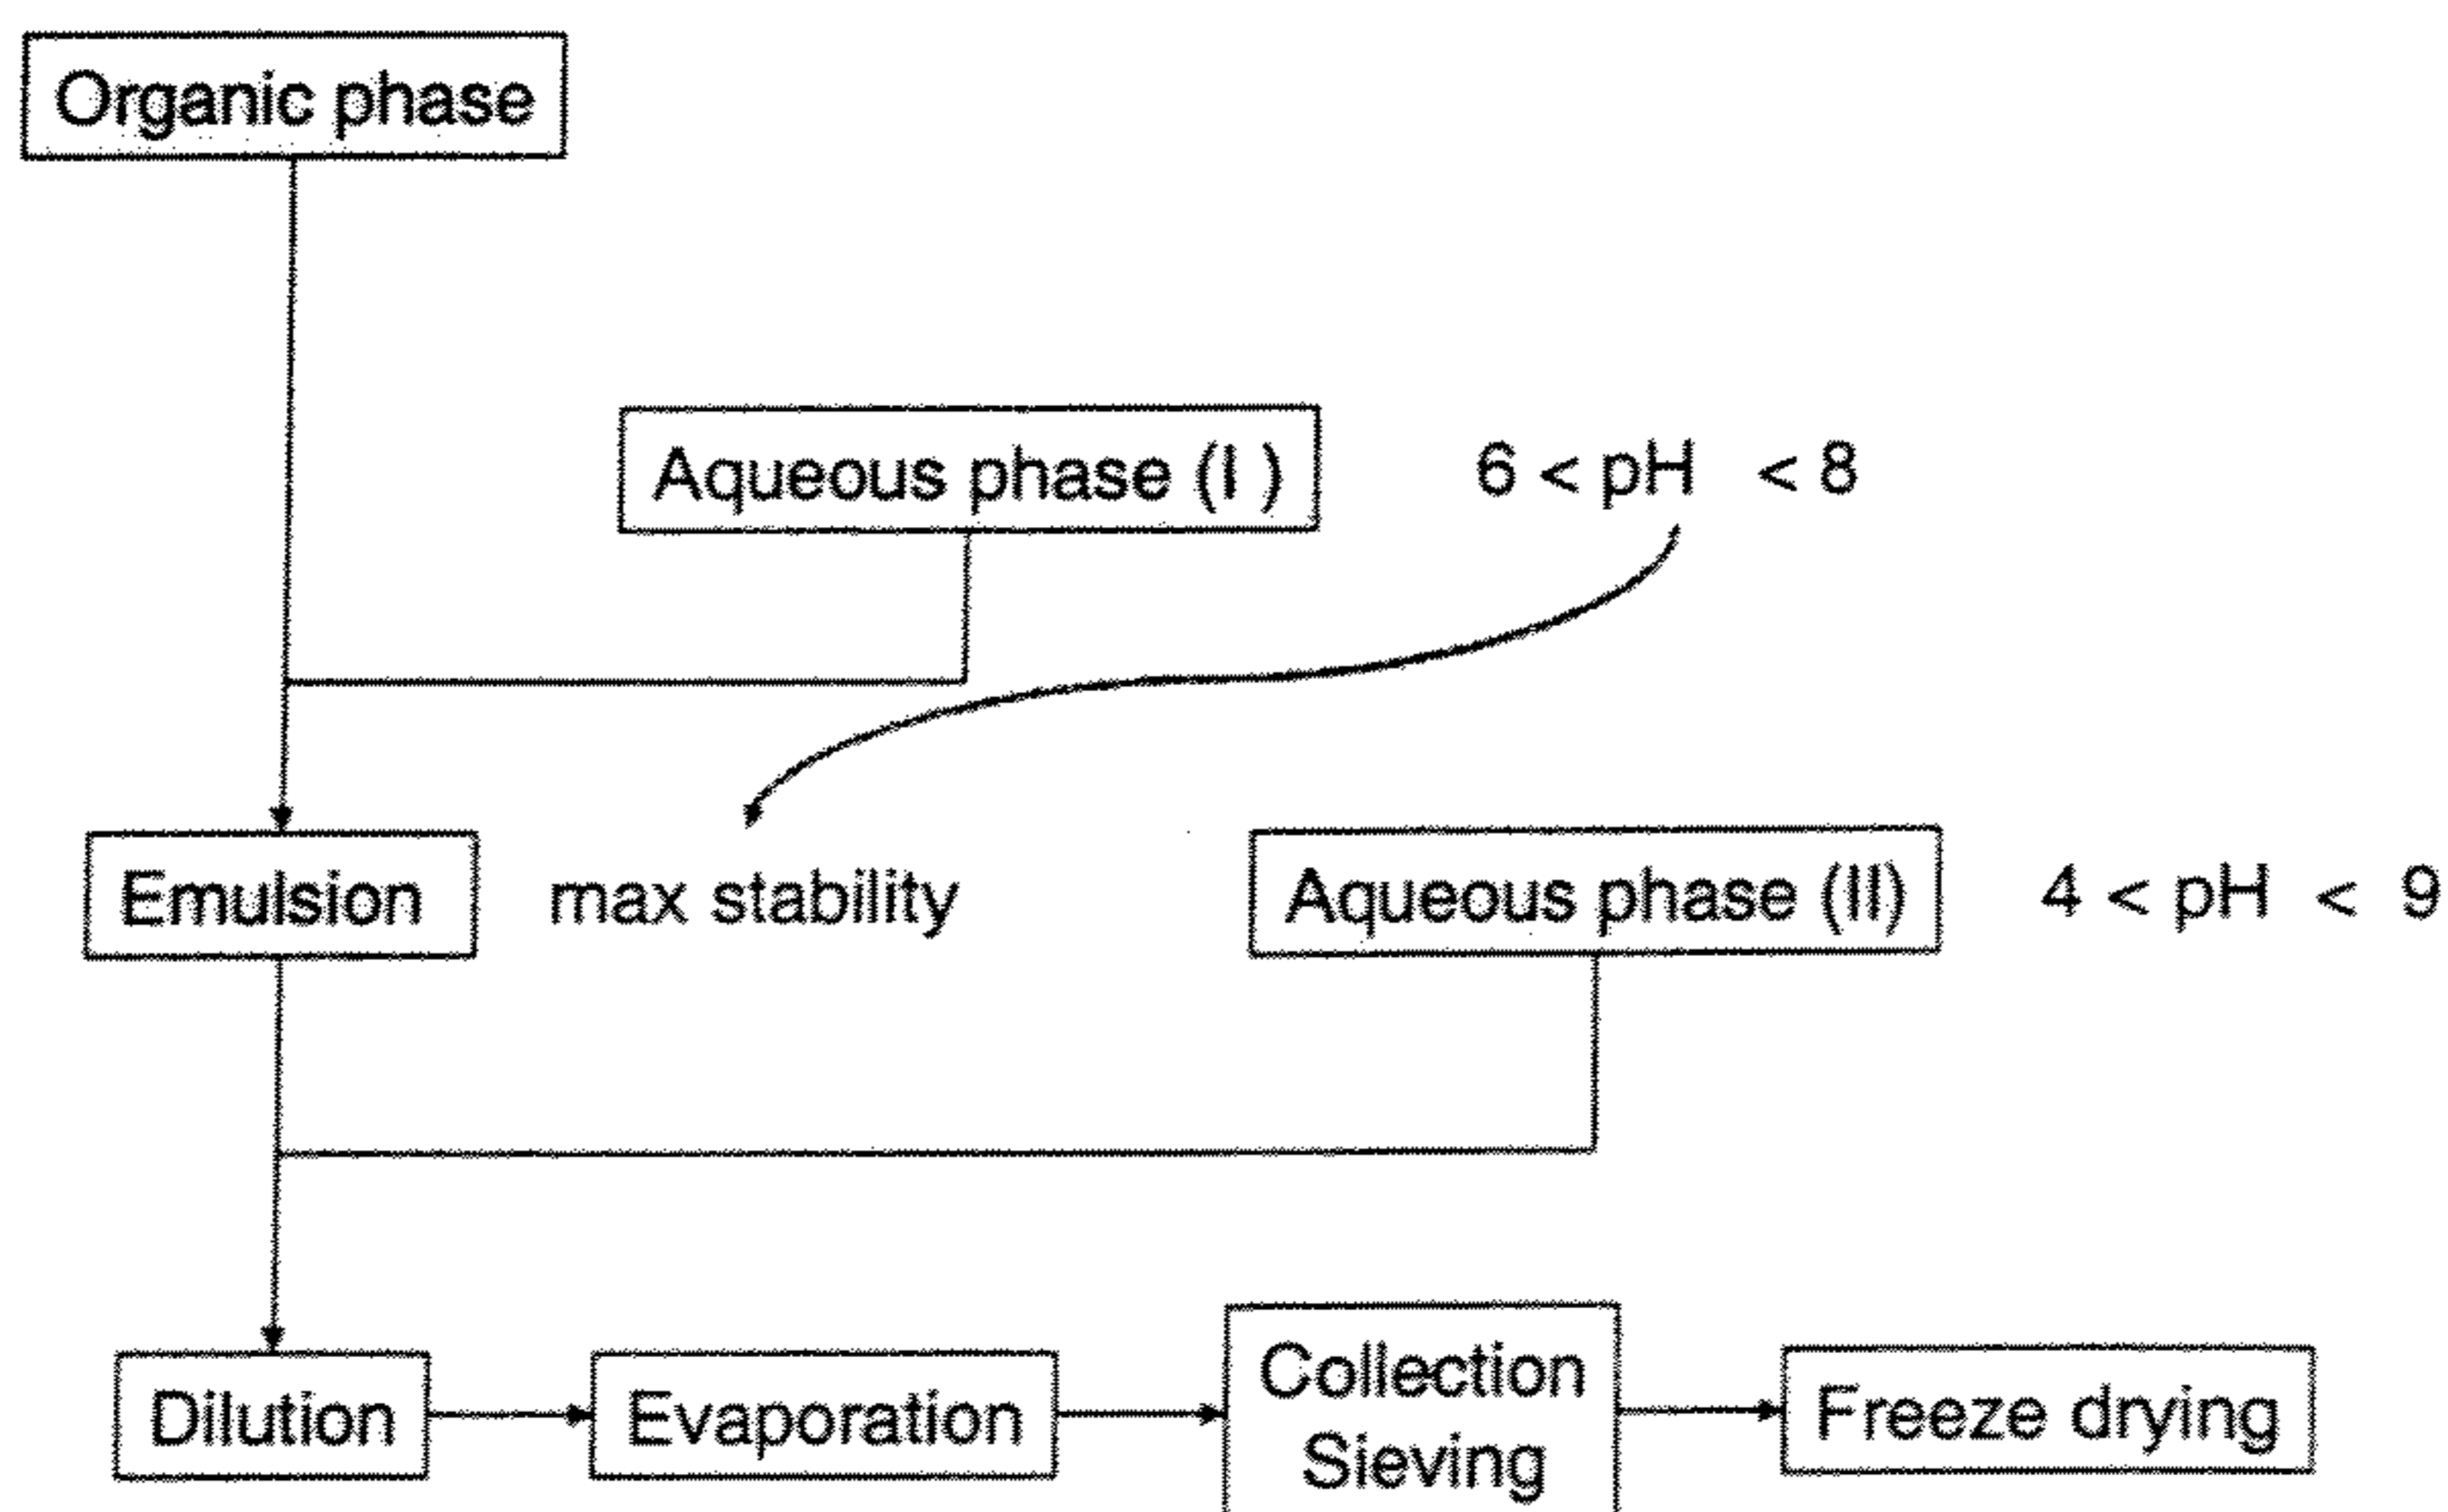 Organic phase
Aqueous phase (I )
6 < pH < 8
Emulsion
max stability
Aqueous phase (II)
4 < pH < 9
Dilution
Evaporation
Collection
Sieving
Freeze drying